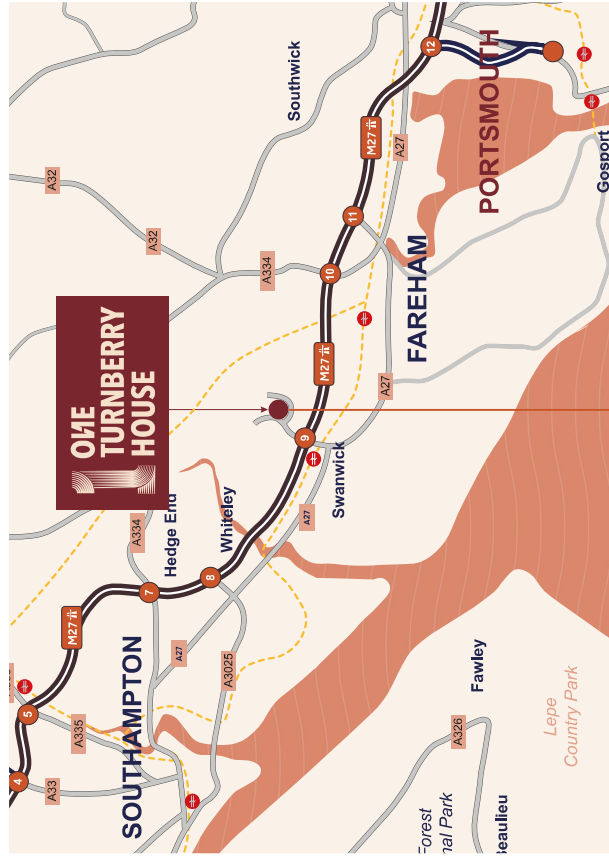 4
5
A33
A32
A335
M27
ONE
TURNBERRY
HOUSE
SOUTHAMPTON
A334
7
A32
Hedge End
A27
8
Whiteley
A3025
A334
Southwick
9
A27
Swanwick
M27
10
11
M27
A27
A27
FAREHAM
12
Forest
nal Park
A326
Fawley
PORTSMOUTH
eaulieu
Lepe
Country Park
Gosport